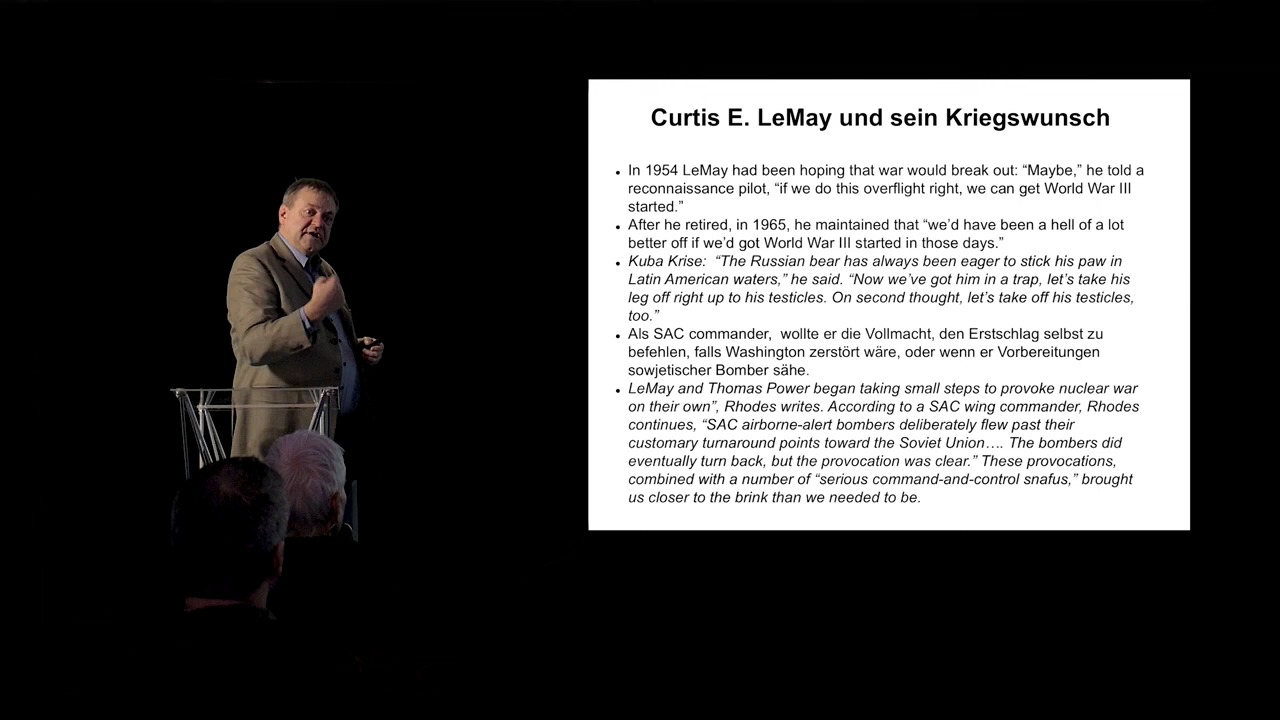 Curtis E. LeMay und sein Kriegswunsch
• In 1954 LeMay had been hoping that war would break out: “Maybe,” he told a
reconnaissance pilot, “if we do this overflight right, we can get World War III
started.”
• After he retired, in 1965, he maintained that “we’d have been a hell of a lot
better off if we’d got World War III started in those days.”
• Kuba Krise:  “The Russian bear has always been eager to stick his paw in
Latin American waters,” he said. “Now we’ve got him in a trap, let’s take his
leg off right up to his testicles. On second thought, let’s take off his testicles,
too.”
• Als SAC commander,  wollte er die Vollmacht, den Erstschlag selbst zu
befehlen, falls Washington zerstört wäre, oder wenn er Vorbereitungen
sowjetischer Bomber sähe.
• LeMay and Thomas Power began taking small steps to provoke nuclear war
on their own”, Rhodes writes. According to a SAC wing commander, Rhodes
continues, “SAC airborne-alert bombers deliberately flew past their
customary turnaround points toward the Soviet Union…. The bombers did
eventually turn back, but the provocation was clear.” These provocations,
combined with a number of “serious command-and-control snafus,” brought
us closer to the brink than we needed to be.